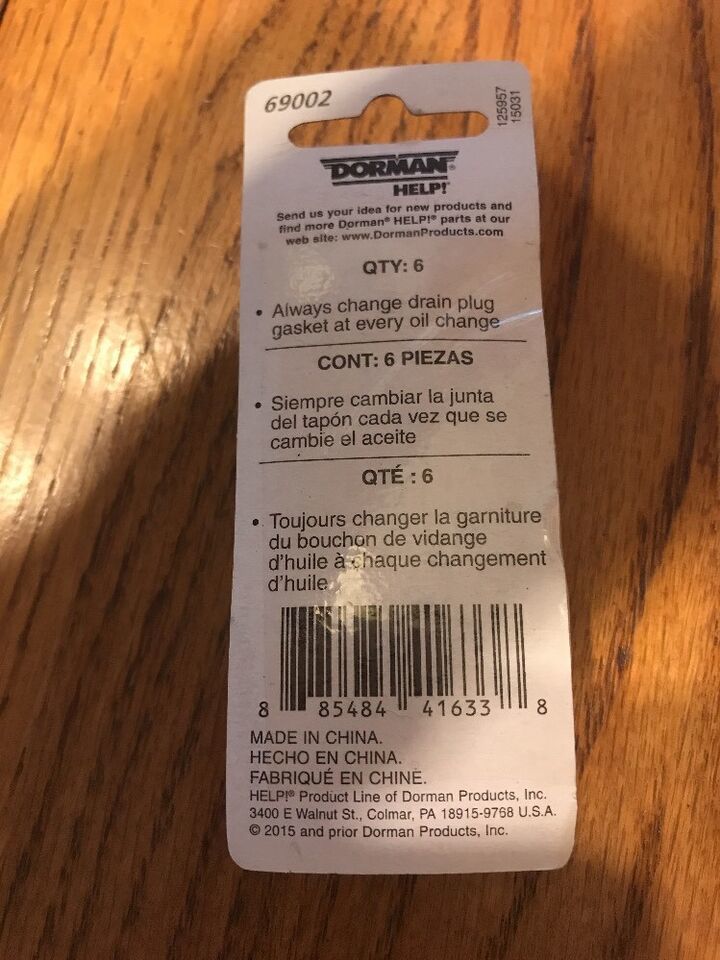 69002
125957
15031
DORMAN®
HELP!®
Send us your idea for new products and
find more Dorman® HELP!® parts at our
web site: www.DormanProducts.com
QTY: 6
• Always change drain plug
gasket at every oil change
CONT: 6 PIEZAS
• Siempre cambiar la junta
del tapón cada vez que se
cambie el aceite
QTÉ : 6
• Toujours changer la garniture
du bouchon de vidange
d'huile à chaque changement
d'huile
8 85484 41633 8
MADE IN CHINA.
HECHO EN CHINA.
FABRIQUÉ EN CHINE.
HELP!® Product Line of Dorman Products, Inc.
3400 E Walnut St., Colmar, PA 18915-9768 U.S.A.
© 2015 and prior Dorman Products, Inc.